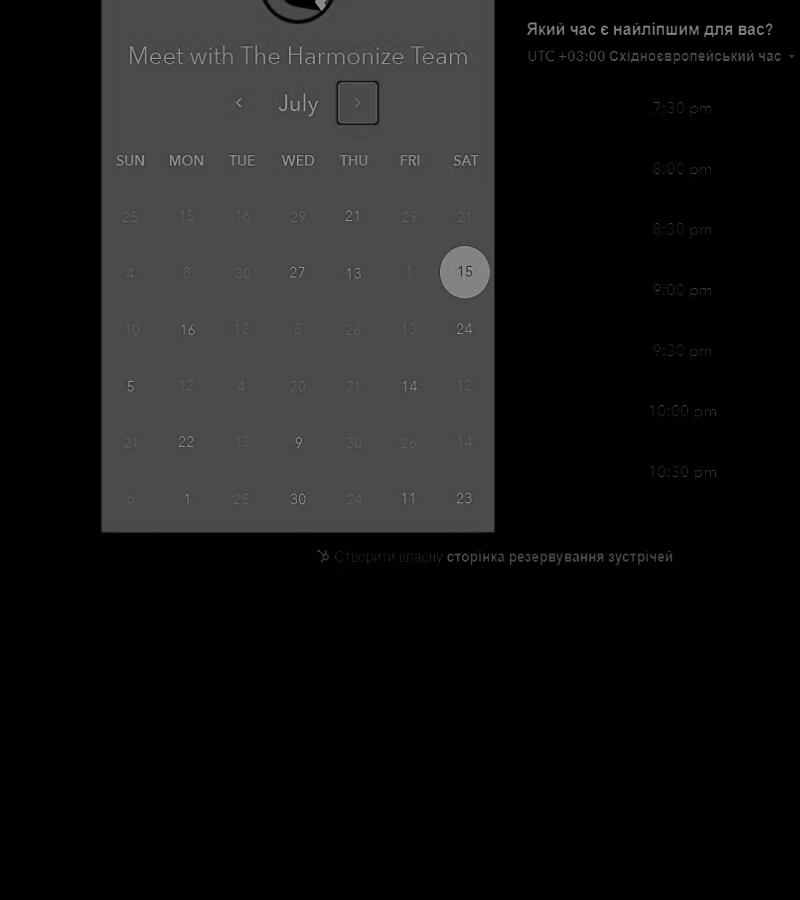 Meet with The Harmonize Team
July
SUN MON TUE WED THU FRI SAT
25 15 16 29 21 29 21
4 8 30 27 13 1 15
10 16 12 8 28 13 24
5 12 4 20 21 14 12
21 22 13 9 30 26 14
6 1 25 30 24 11 23
Який час є найліпшим для вас?
UTC +03:00 Східноєвропейський час
7:30 pm
8:00 pm
8:30 pm
9:00 pm
9:30 pm
10:00 pm
10:30 pm
Створити власну сторінка резервування зустрічей